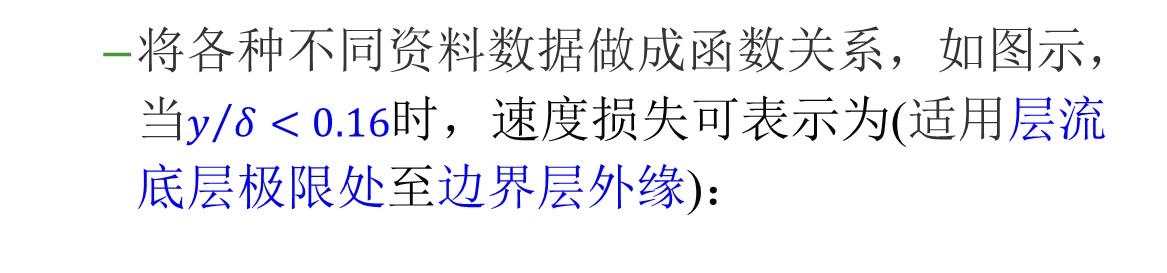 –将各种不同资料数据做成函数关系，如图示，
当y/δ < 0.16时，速度损失可表示为(适用层流
底层极限处至边界层外缘)：